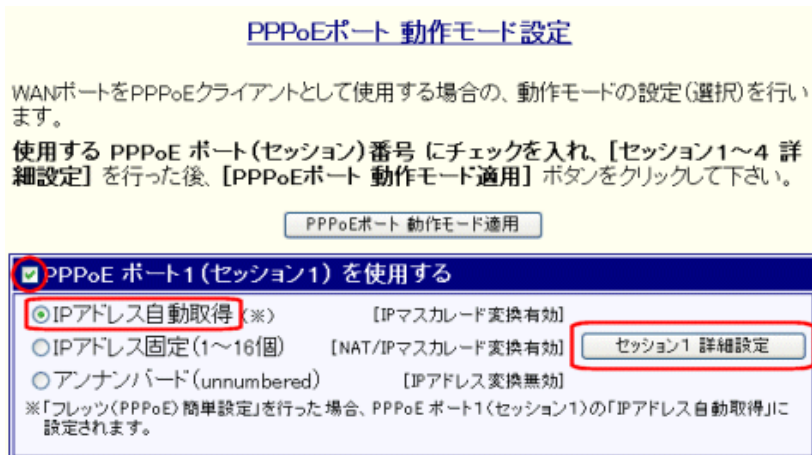 PPPoEポート 動作モード設定
WANポートをPPPoEクライアントとして使用する場合の、動作モードの設定(選択)を行い
ます。
使用する PPPoE ポート(セッション)番号 にチェックを入れ、[セッション1～4 詳
細設定] を行った後、[PPPoEポート 動作モード適用] ボタンをクリックして下さい。
PPPoEポート 動作モード適用
PPPoE ポート1(セッション1) を使用する
IPアドレス自動取得(※) [IPマスカレード変換有効]
IPアドレス固定(1～16個) [NAT/IPマスカレード変換有効] セッション1 詳細設定
アンナンバード(unnumbered) [IPアドレス変換無効]
※「フレッツ(PPPoE)簡単設定」を行った場合、PPPoE ポート1(セッション1)の「IPアドレス自動取得」に
設定されます。